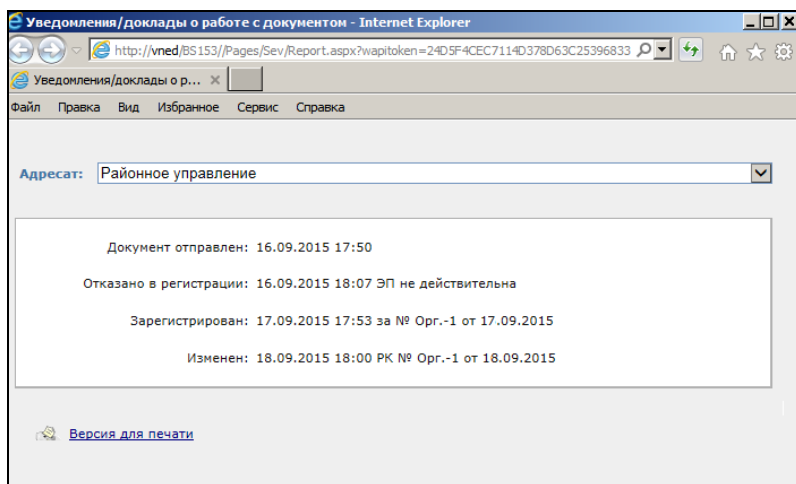 Уведомления/доклады о работе с документом - Internet Explorer
http://vned/BS153//Pages/Sev/Report.aspx?wapitoken=24D5F4CEC7114D378D63C25396833
Уведомления/доклады о р...
Файл Правка Вид Избранное Сервис Справка
Адресат: Районное управление
Документ отправлен: 16.09.2015 17:50
Отказано в регистрации: 16.09.2015 18:07 ЭП не действительна
Зарегистрирован: 17.09.2015 17:53 за № Орг.-1 от 17.09.2015
Изменен: 18.09.2015 18:00 РК № Орг.-1 от 18.09.2015
Версия для печати